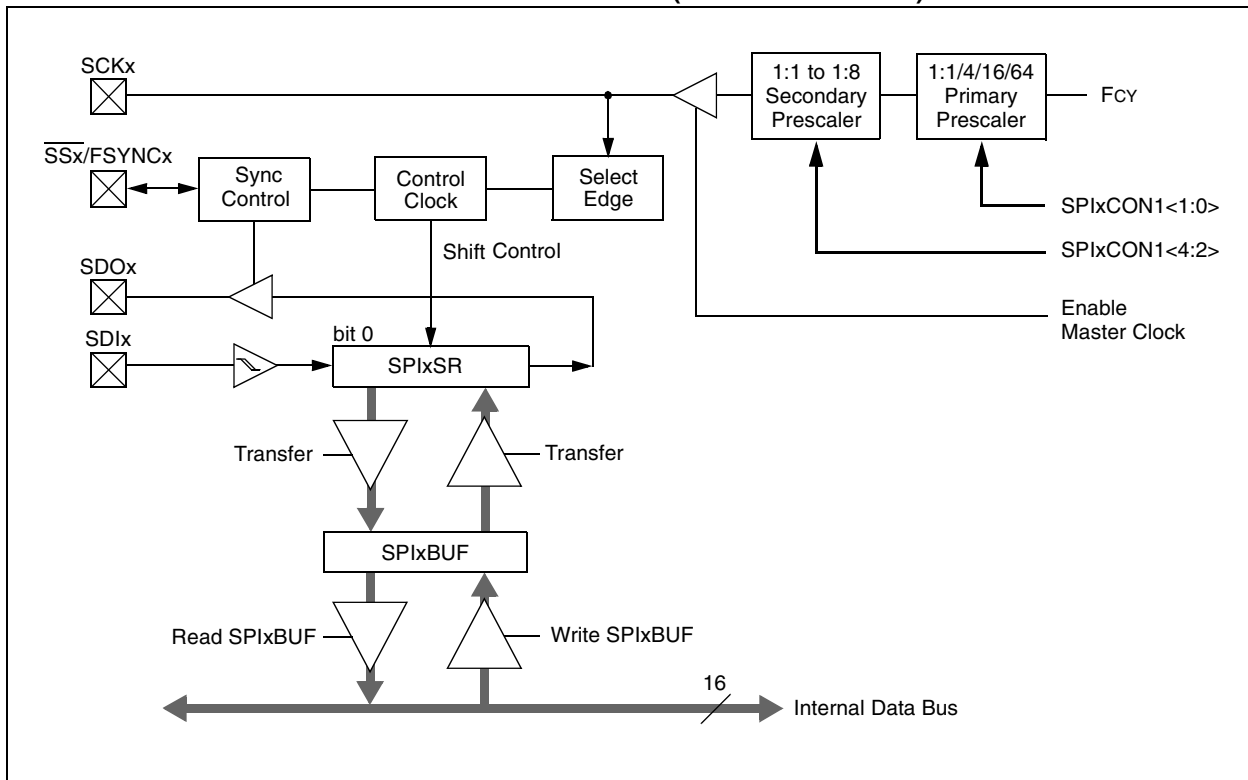 SCKx
1:1 to 1:8
Secondary
Prescaler
1:1/4/16/64
Primary
Prescaler
FCY
SSx/FSYNCx
Sync
Control
Control
Clock
Select
Edge
SPIxCON1<1:0>
Shift Control
SPIxCON1<4:2>
SDOx
Enable
Master Clock
SDIx
bit 0
SPIxSR
Transfer
Transfer
SPIxBUF
Read SPIxBUF
Write SPIxBUF
16
Internal Data Bus